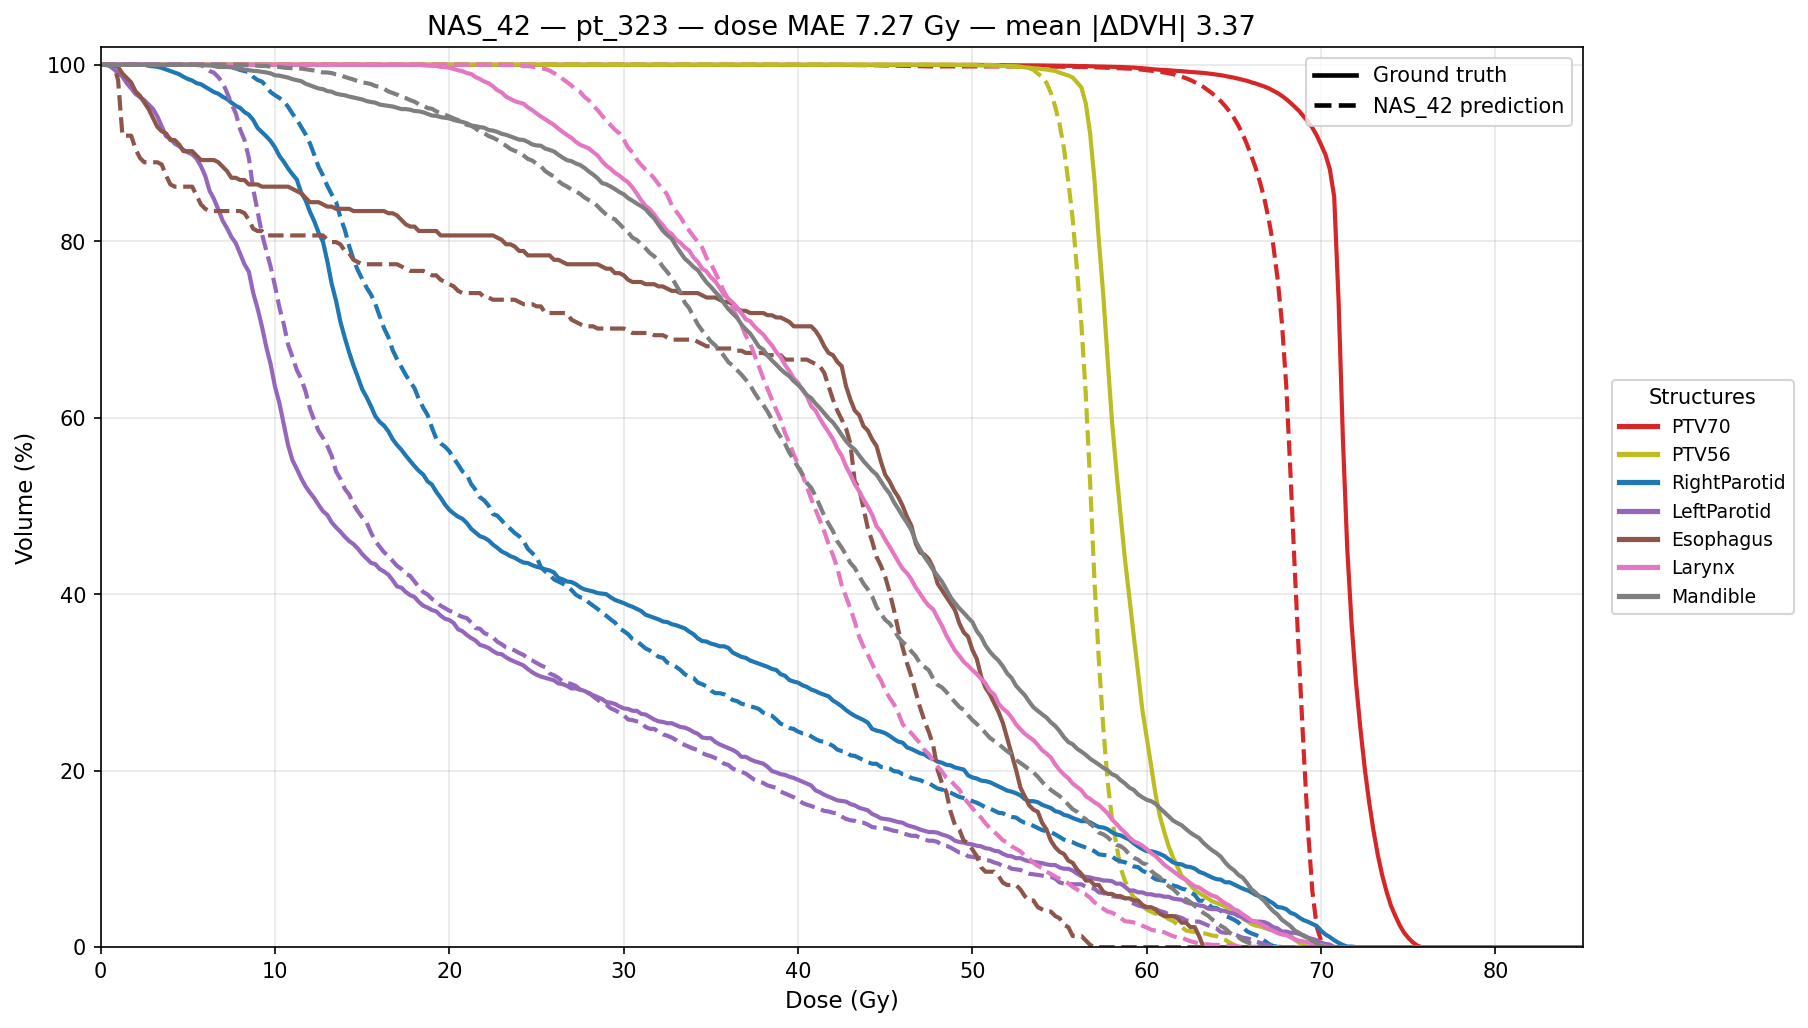 NAS_42 — pt_323 — dose MAE 7.27 Gy — mean |ΔDVH| 3.37
Ground truth
NAS_42 prediction
Volume (%)
100
80
60
40
20
0
0 10 20 30 40 50 60 70 80
Dose (Gy)
Structures
PTV70
PTV56
RightParotid
LeftParotid
Esophagus
Larynx
Mandible